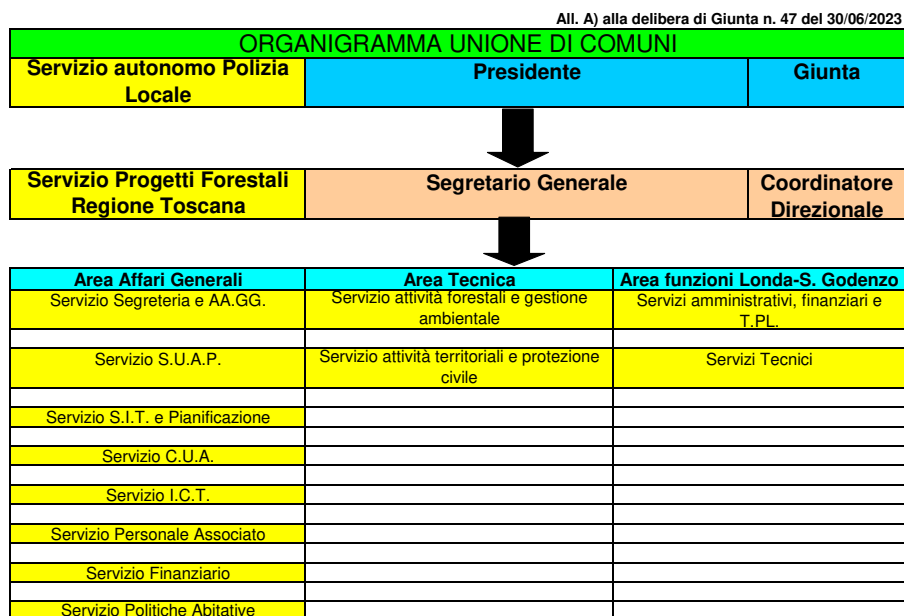 All. A) alla delibera di Giunta n. 47 del 30/06/2023
ORGANIGRAMMA UNIONE DI COMUNI
Servizio autonomo Polizia
Locale
Presidente
Giunta
Servizio Progetti Forestali
Regione Toscana
Segretario Generale
Coordinatore
Direzionale
Area Affari Generali
Area Tecnica
Area funzioni Londa-S. Godenzo
Servizio Segreteria e AA.GG.
Servizio attività forestali e gestione
ambientale
Servizi amministrativi, finanziari e
T.PL.
Servizio S.U.A.P.
Servizio attività territoriali e protezione
civile
Servizi Tecnici
Servizio S.I.T. e Pianificazione
Servizio C.U.A.
Servizio I.C.T.
Servizio Personale Associato
Servizio Finanziario
Servizio Politiche Abitative